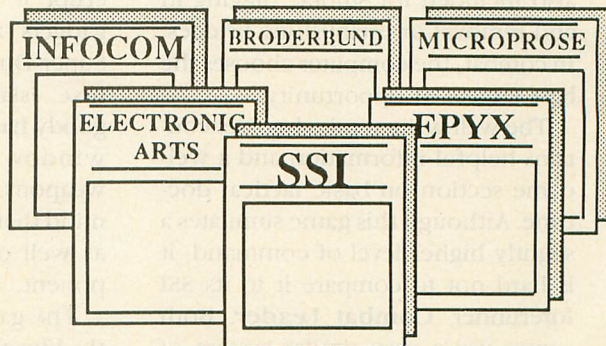 INFOCOM
BRODERBUND
MICROPROSE
ELECTRONIC
ARTS
EPYX
SSI